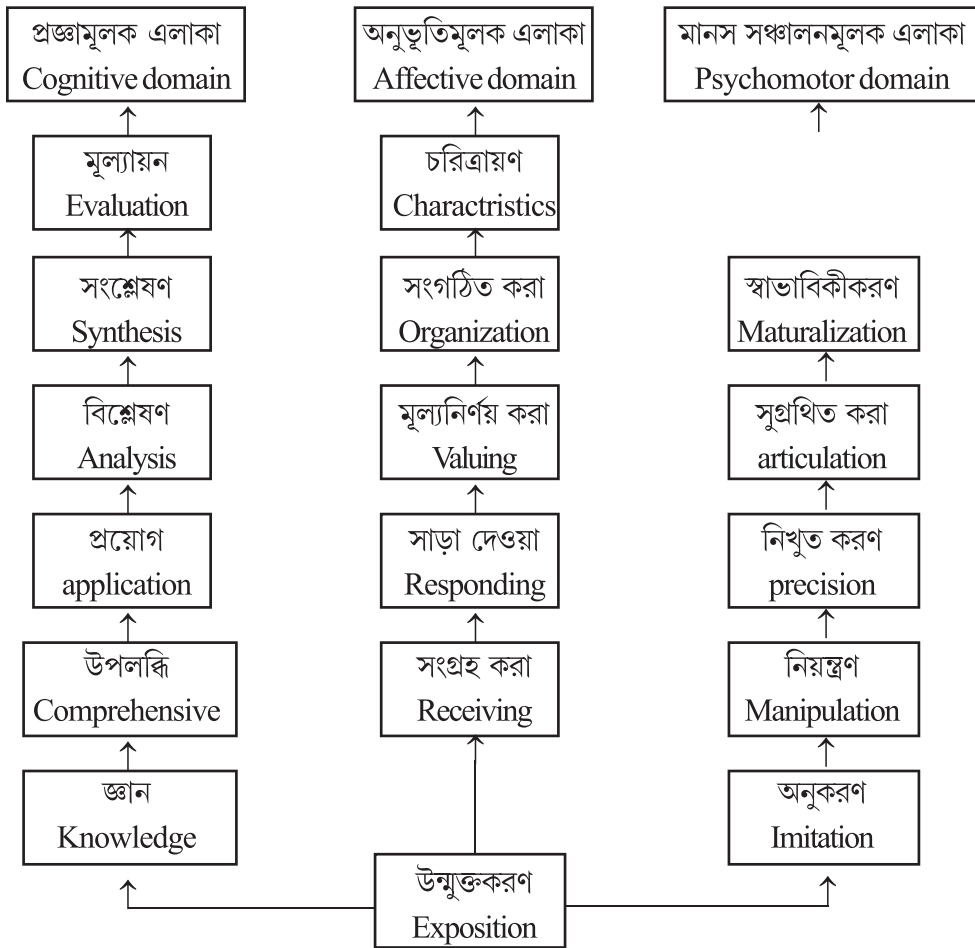 প্রজ্ঞামূলক এলাকা
Cognitive domain
অনুভূতিমূলক এলাকা
Affective domain
মানস সঞ্চালনমূলক এলাকা
Psychomotor domain
মূল্যায়ন
Evaluation
চরিত্রায়ণ
Charactristics
সংশ্লেষণ
Synthesis
সংগঠিত করা
Organization
স্বাভাবিকীকরণ
Maturalization
বিশ্লেষণ
Analysis
মূল্যনির্ণয় করা
Valuing
সুগ্রথিত করা
articulation
প্রয়োগ
application
সাড়া দেওয়া
Responding
নিখুত করণ
precision
উপলব্ধি
Comprehensive
সংগ্রহ করা
Receiving
নিয়ন্ত্রণ
Manipulation
জ্ঞান
Knowledge
অনুকরণ
Imitation
উন্মুক্তকরণ
Exposition